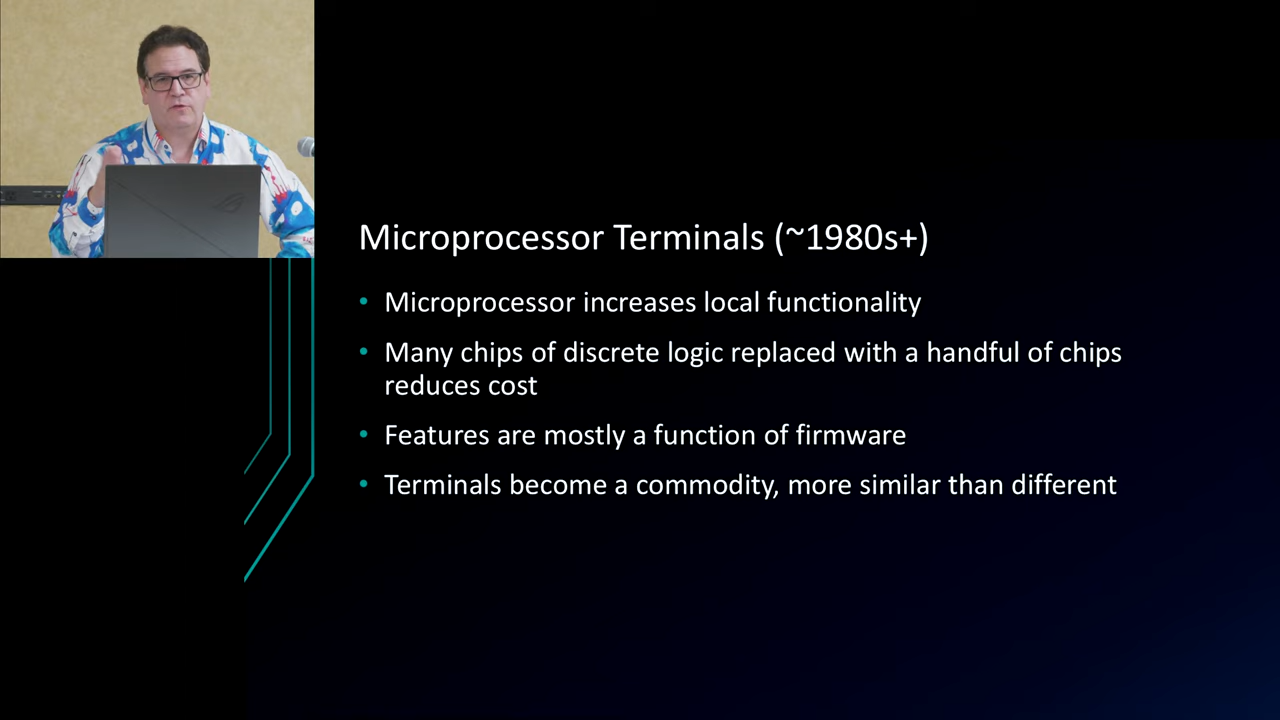 Microprocessor Terminals (~1980s+)
• Microprocessor increases local functionality
• Many chips of discrete logic replaced with a handful of chips
reduces cost
• Features are mostly a function of firmware
• Terminals become a commodity, more similar than different